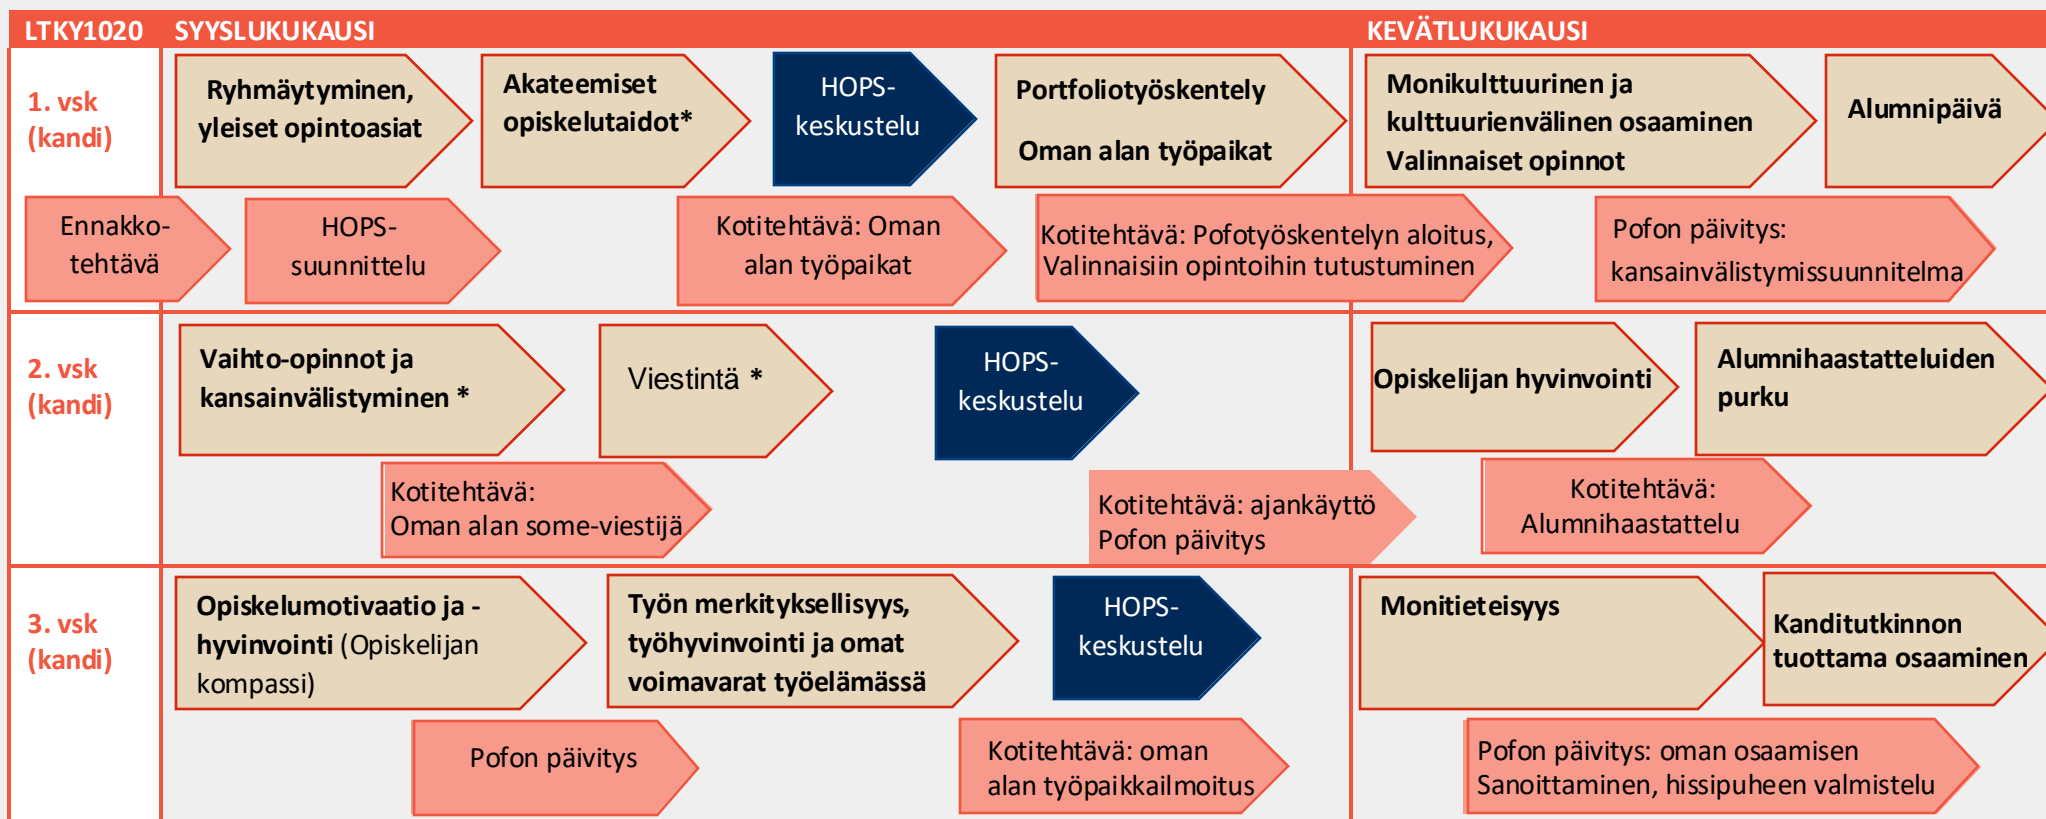 LTKY1020 SYYSLUKUKAUSI KEVÄTLUKUKAUSI
1. vsk
(kandi)
Ryhmäytyminen,
yleiset opintoasiat
Akateemiset
opiskelutaidot*
HOPS-
keskustelu
Portfoliotyöskentely
Oman alan työpaikat
Monikulttuurinen ja
kulttuurienvälinen osaaminen
Valinnaiset opinnot
Alumnipäivä
Ennakko-
tehtävä
HOPS-
suunnittelu
Kotitehtävä: Oman
alan työpaikat
Kotitehtävä: Pofotyöskentelyn aloitus,
Valinnaisiin opintoihin tutustuminen
Pofon päivitys:
kansainvälistymissuunnitelma
2. vsk
(kandi)
Vaihto-opinnot ja
kansainvälistyminen *
Viestintä *
HOPS-
keskustelu
Opiskelijan hyvinvointi
Alumnihaastatteluiden
purku
Kotitehtävä:
Oman alan some-viestijä
Kotitehtävä: ajankäyttö
Pofon päivitys
Kotitehtävä:
Alumnihaastattelu
3. vsk
(kandi)
Opiskelumotivaatio ja -
hyvinvointi (Opiskelijan
kompassi)
Työn merkityksellisyys,
työhyvinvointi ja omat
voimavarat työelämässä
HOPS-
keskustelu
Monitieteisyys
Kanditutkinnon
tuottama osaaminen
Pofon päivitys
Kotitehtävä: oman
alan työpaikkailmoitus
Pofon päivitys: oman osaamisen
Sanoittaminen, hissipuheen valmistelu